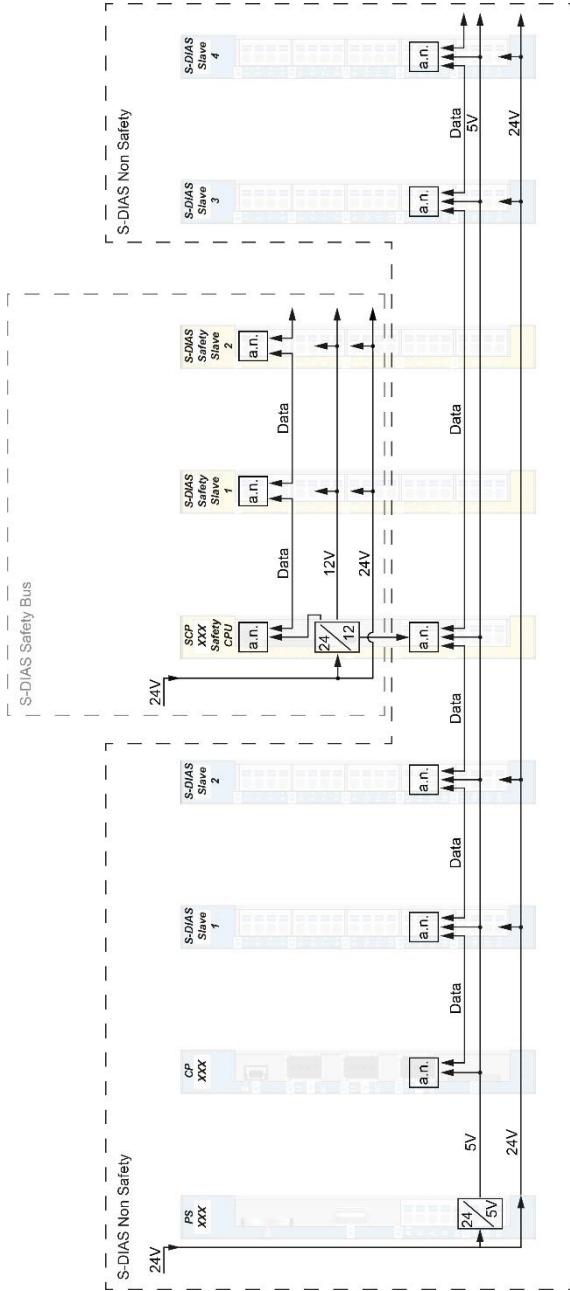 S-DIAS Safety Bus
S-DIAS Non Safety
S-DIAS Non Safety
24V
24V
PS
XXX
CP
XXX
S-DIAS
Slave
1
S-DIAS
Slave
2
SCP
XXX
Safety
CPU
S-DIAS
Safety
Slave
1
S-DIAS
Safety
Slave
2
S-DIAS
Slave
3
S-DIAS
Slave
4
a.n.
a.n.
a.n.
Data
Data
24
12
12V
24V
a.n.
a.n.
a.n.
a.n.
a.n.
a.n.
Data
Data
Data
Data
Data
24
5V
5V
5V
24V
24V